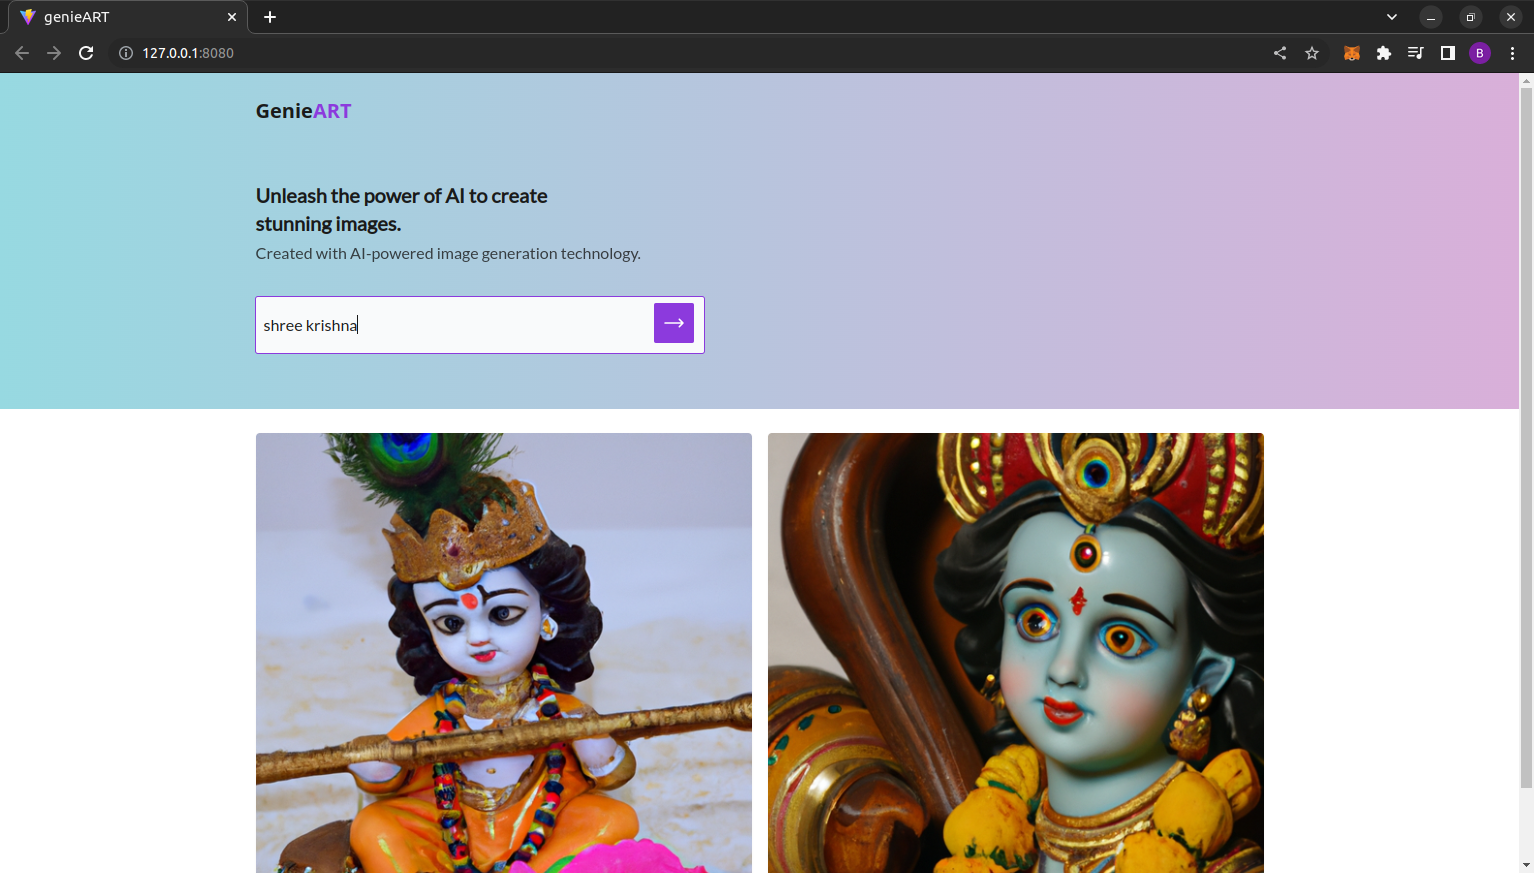 genieART
127.0.0.1:8080
B
GenieART
Unleash the power of AI to create
stunning images.
Created with AI-powered image generation technology.
shree krishna